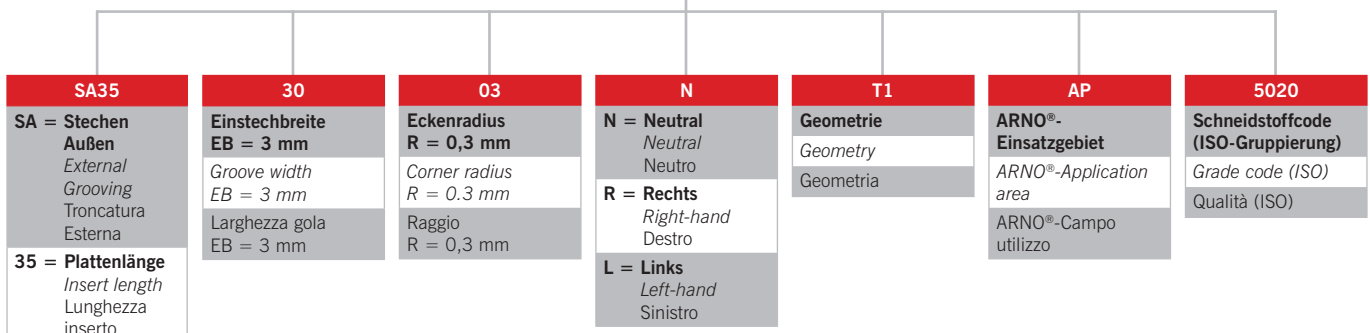 SA35
SA = Stechen
Außen
External
Grooving
Troncatura
Esterna
35 = Plattenlänge
Insert length
Lunghezza
inserto
30
Einstechbreite
EB = 3 mm
Groove width
EB = 3 mm
Larghezza gola
EB = 3 mm
03
Eckenradius
R = 0,3 mm
Corner radius
R = 0.3 mm
Raggio
R = 0,3 mm
N
N = Neutral
Neutral
Neutro
R = Rechts
Right-hand
Destro
L = Links
Left-hand
Sinistro
T1
Geometrie
Geometry
Geometria
AP
ARNO®-
Einsatzgebiet
ARNO®-Application
area
ARNO®-Campo
utilizzo
5020
Schneidstoffcode
(ISO-Gruppierung)
Grade code (ISO)
Qualità (ISO)